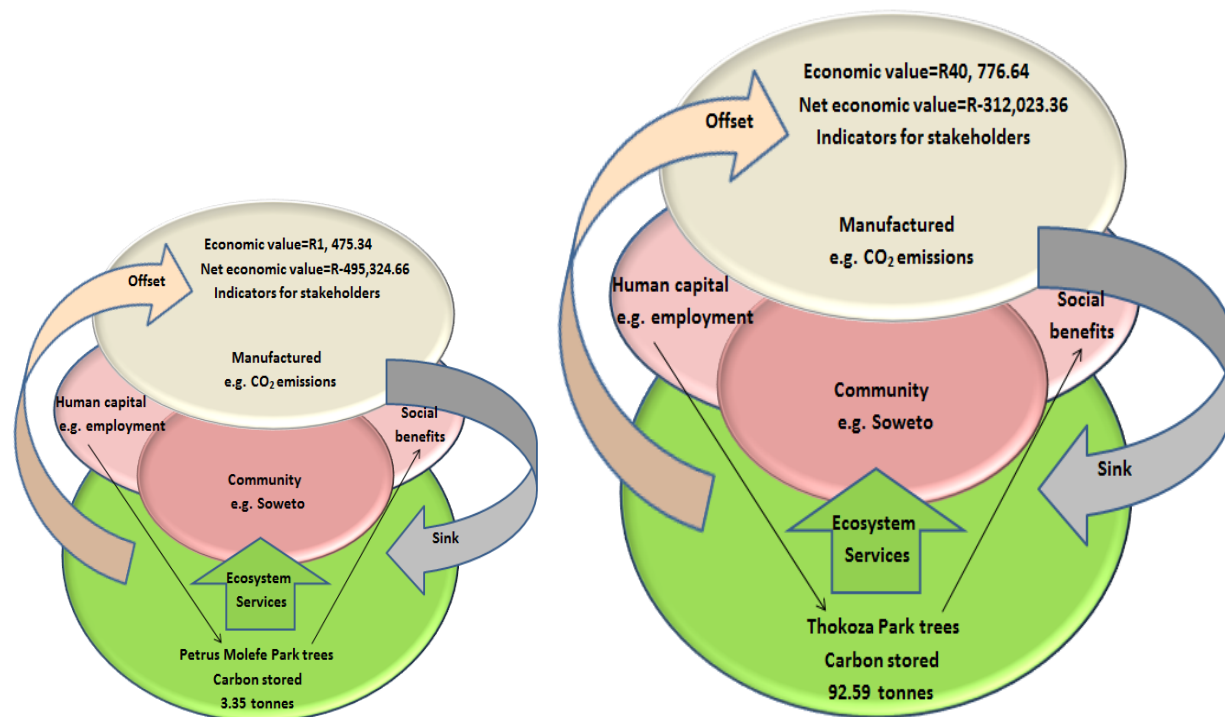 Economic value=R1, 475.34
Net economic value=R-495,324.66
Offset
Indicators for stakeholders
Manufactured
e.g. CO₂ emissions
Human capital
e.g. employment
Social
benefits
Community
e.g. Soweto
Sink
Ecosystem
Services
Petrus Molefe Park trees
Carbon stored
3.35 tonnes
Economic value=R40, 776.64
Net economic value=R-312,023.36
Offset
Indicators for stakeholders
Manufactured
e.g. CO₂ emissions
Human capital
e.g. employment
Social
benefits
Community
e.g. Soweto
Sink
Ecosystem
Services
Thokoza Park trees
Carbon stored
92.59 tonnes